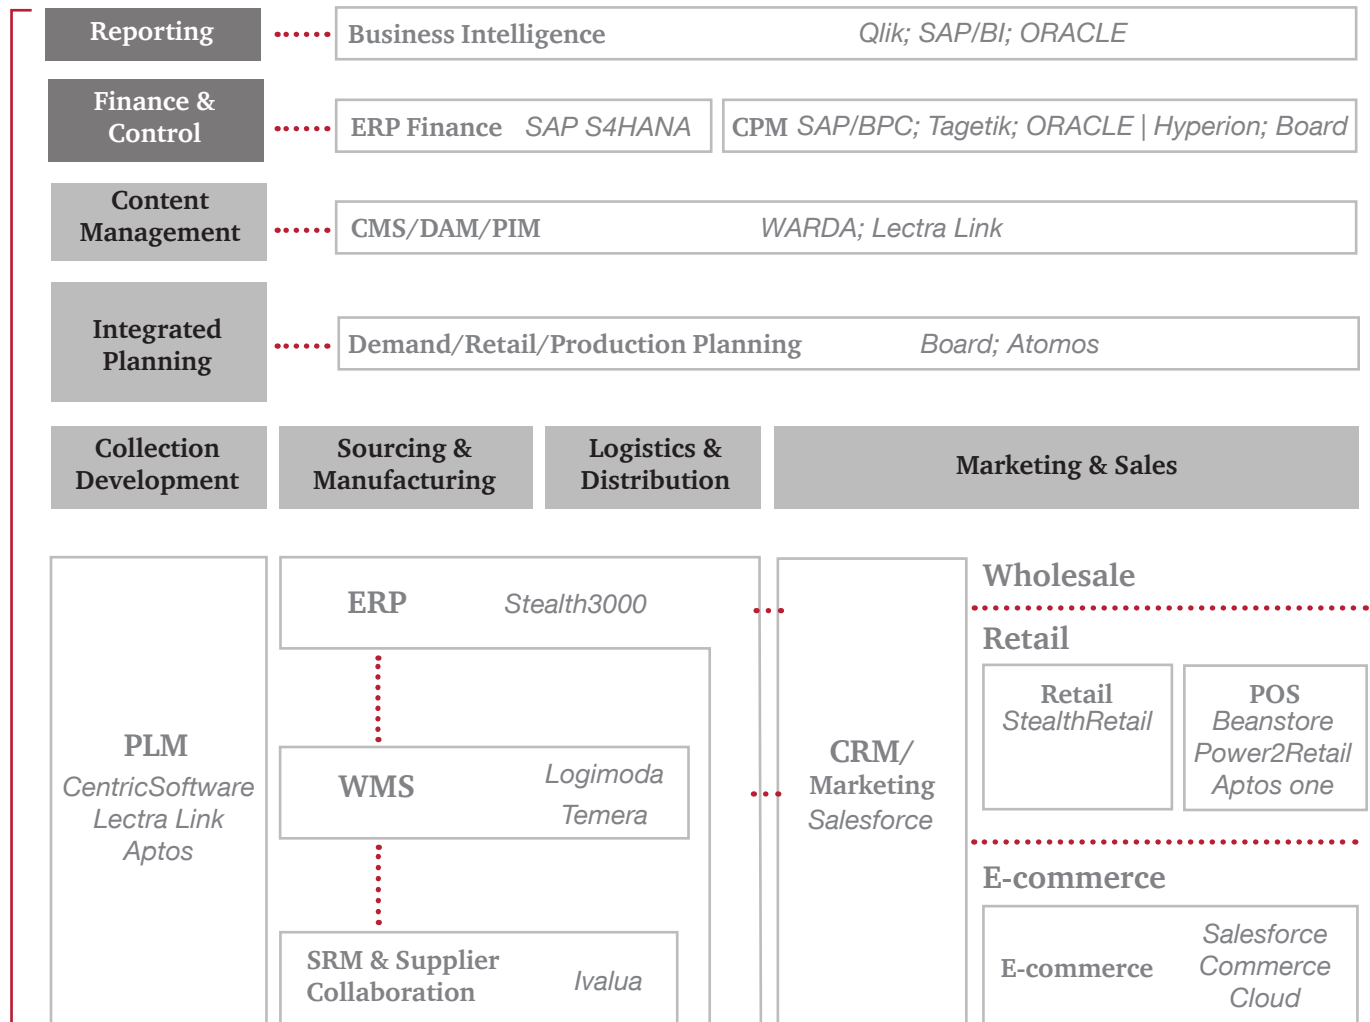 Reporting
Business Intelligence Qlik; SAP/BI; ORACLE
Finance &
Control
ERP Finance SAP S4HANA
CPM SAP/BPC; Tagetik; ORACLE | Hyperion; Board
Content
Management
CMS/DAM/PIM WARDA; Lectra Link
Integrated
Planning
Demand/Retail/Production Planning Board; Atomos
Collection
Development
Sourcing &
Manufacturing
Logistics &
Distribution
Marketing & Sales
PLM
CentricSoftware
Lectra Link
Aptos
ERP Stealth3000
WMS
Logimoda
Temera
SRM & Supplier
Collaboration
Ivalua
CRM/
Marketing
Salesforce
Wholesale
Retail
Retail
StealthRetail
POS
Beanstore
Power2Retail
Aptos one
E-commerce
E-commerce
Salesforce
Commerce
Cloud